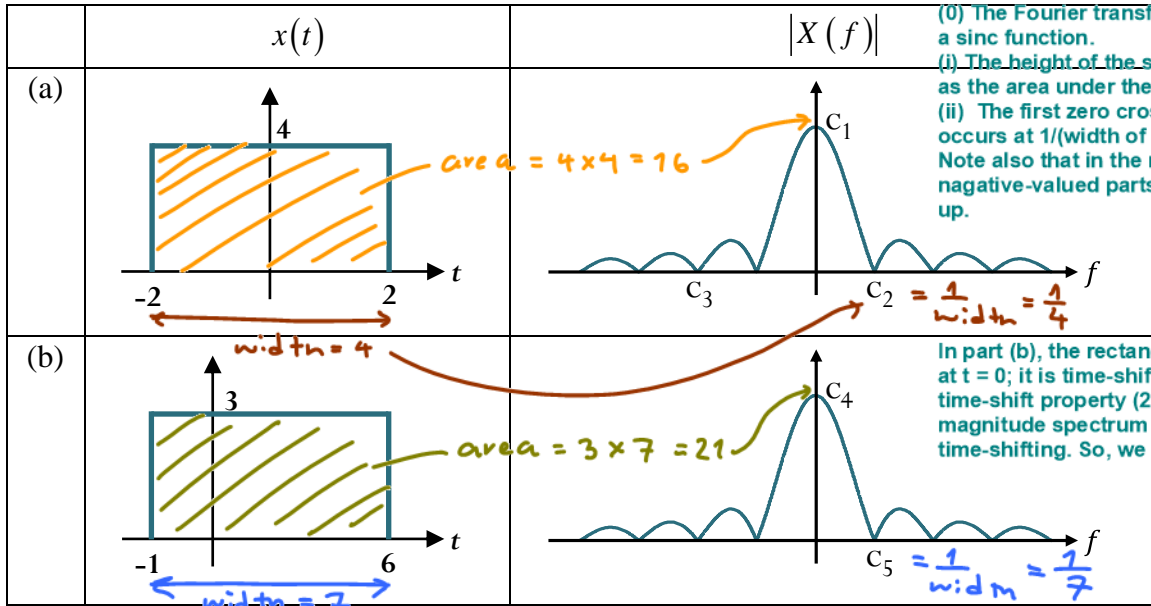 x(t)
|X(f)|
(0) The Fourier transf
a sinc function.
(i) The height of the s
as the area under the
(ii) The first zero cros
occurs at 1/(width of
Note also that in the r
nagative-valued parts
up.
(a)
4
-2
2
t
area = 4×4 = 16
width = 4
C1
C3
C2
f
= 1/width = 1/4
(b)
3
-1
6
t
area = 3×7 = 21
width = 7
C4
C5
f
= 1/width = 1/7
In part (b), the rectan
at t = 0; it is time-shif
time-shift property (2
magnitude spectrum
time-shifting. So, we